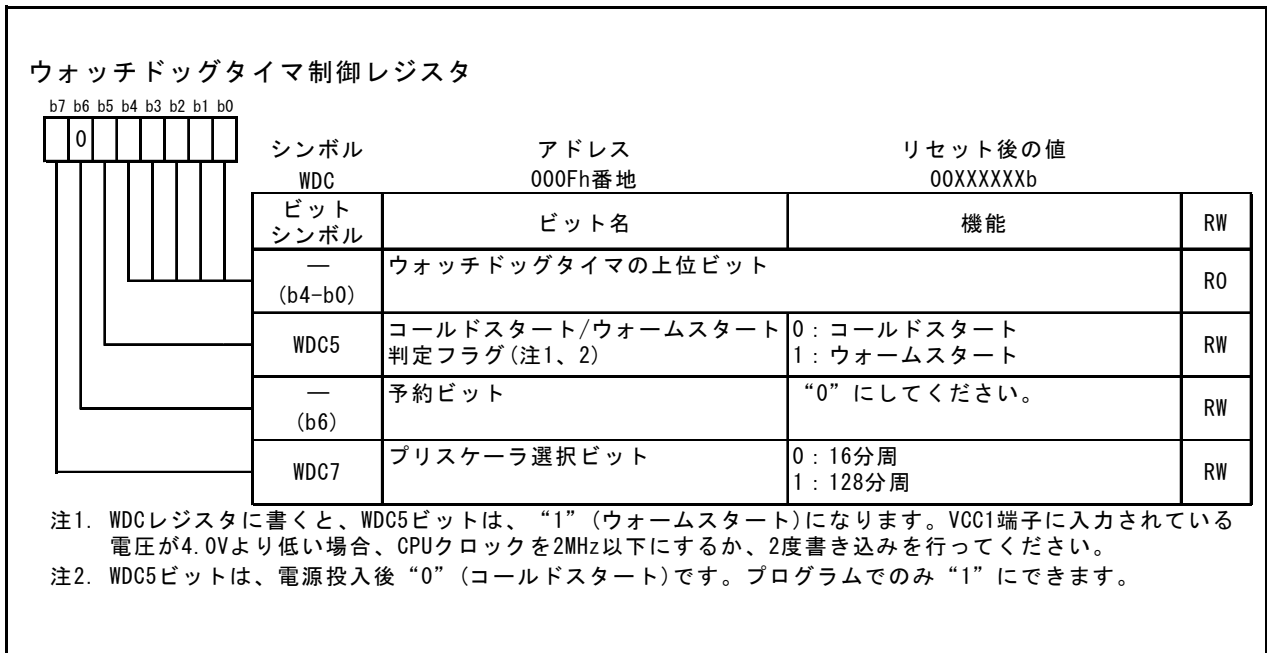 ウォッチドッグタイマ制御レジスタ
b7 b6 b5 b4 b3 b2 b1 b0
0
シンボル アドレス リセット後の値
WDC 000Fh番地 00XXXXXXb
ビット
シンボル ビット名 機能 RW
― ウォッチドッグタイマの上位ビット
(b4-b0) RO
WDC5 コールドスタート/ウォームスタート
判定フラグ(注1、2) 0：コールドスタート
1：ウォームスタート RW
― 予約ビット “0”にしてください。
(b6) RW
WDC7 プリスケーラ選択ビット 0：16分周
1：128分周 RW
注1. WDCレジスタに書くと、WDC5ビットは、“1”(ウォームスタート)になります。VCC1端子に入力されている
電圧が4.0Vより低い場合、CPUクロックを2MHz以下にするか、2度書き込みを行ってください。
注2. WDC5ビットは、電源投入後“0”(コールドスタート)です。プログラムでのみ“1”にできます。